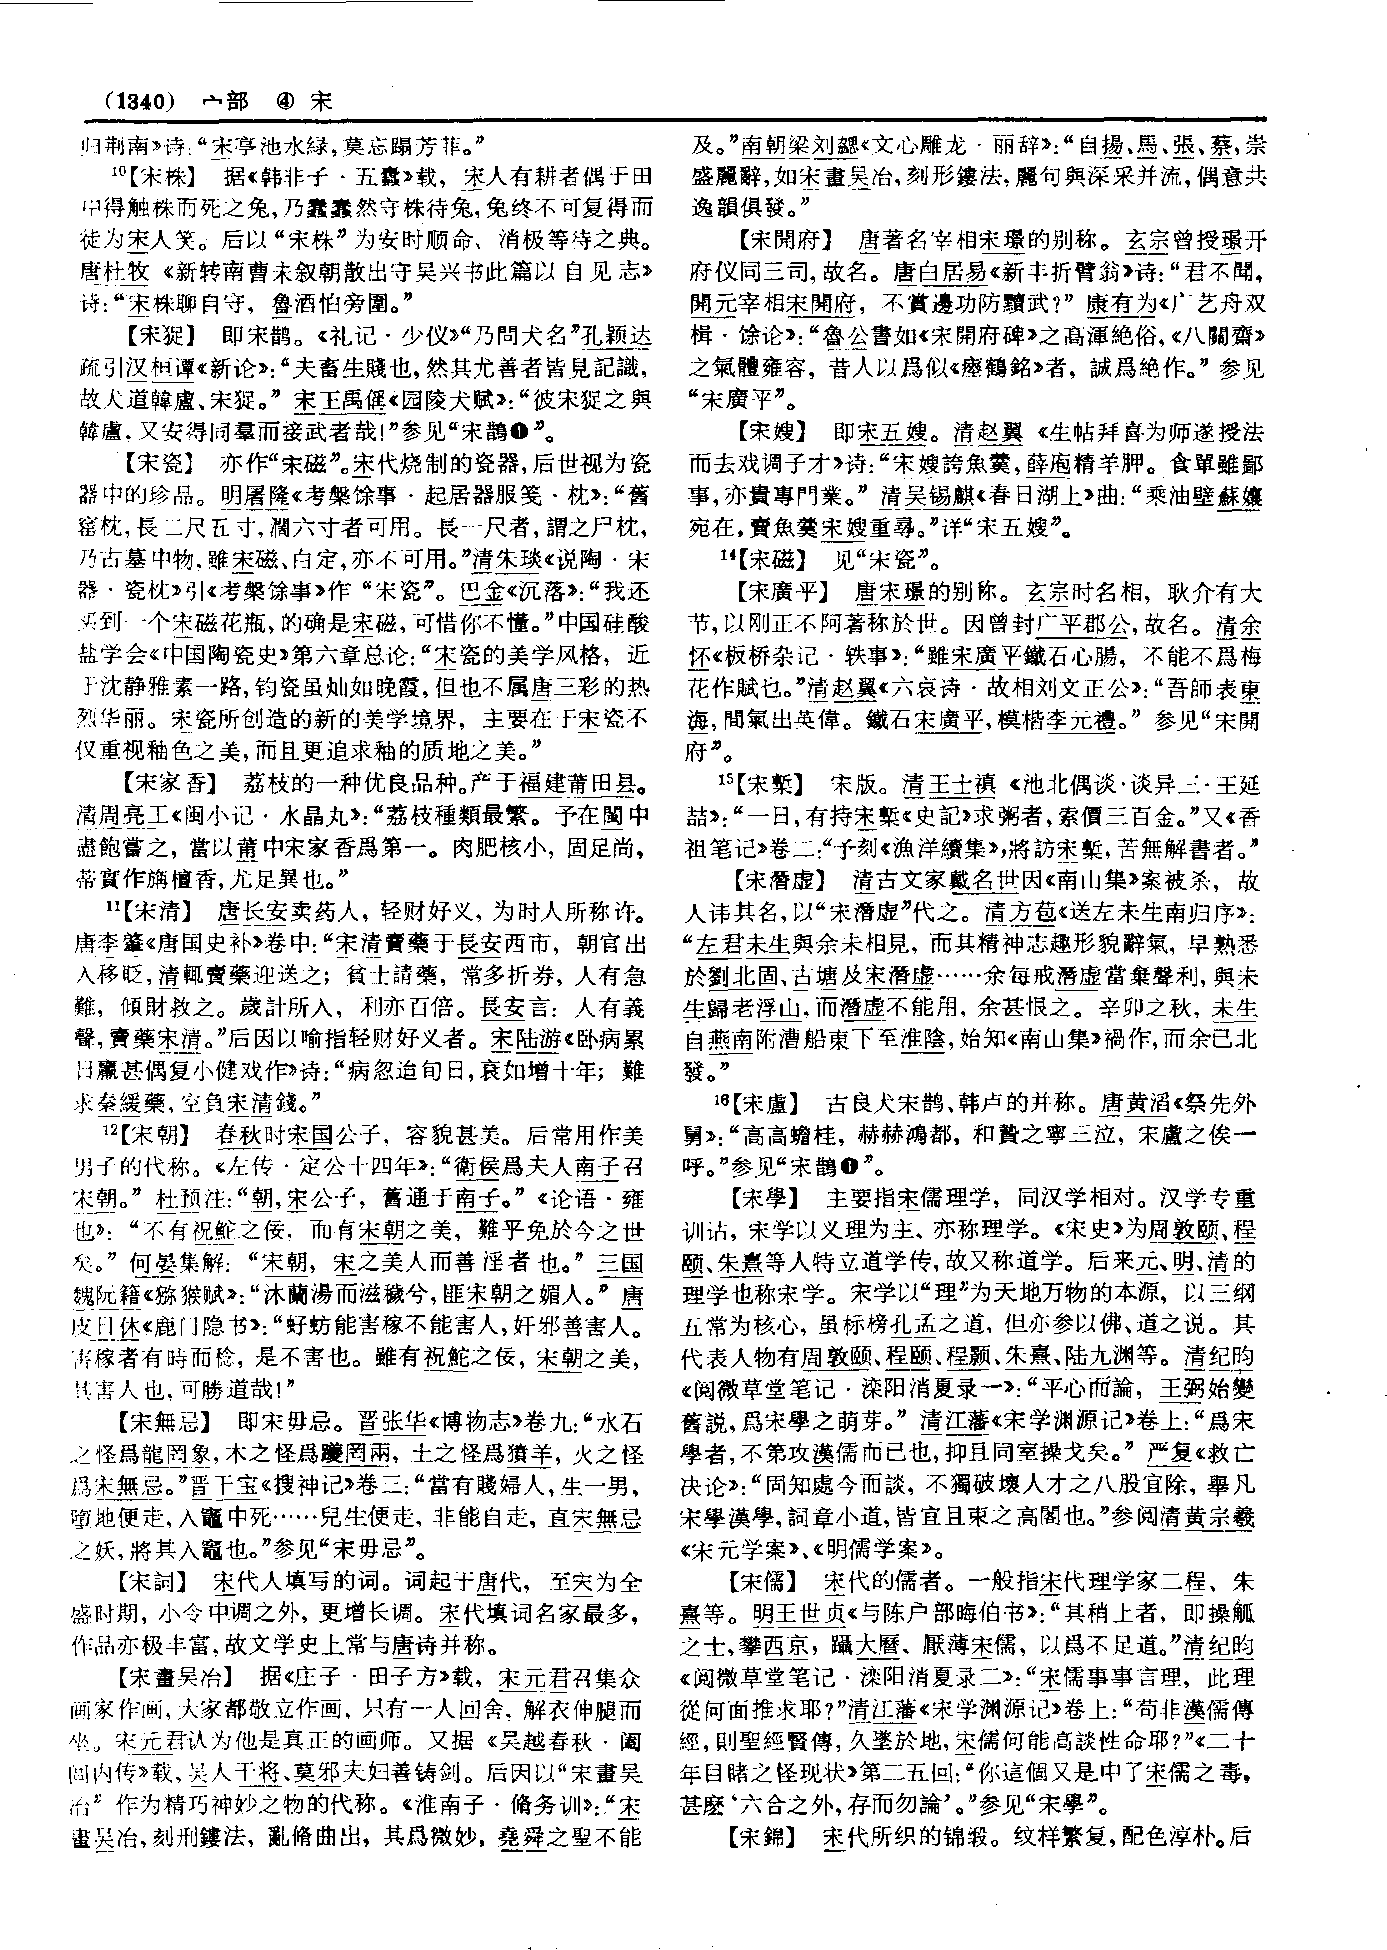 (1340) 宀部 ④ 宋
归荆南》诗:“宋亭池水绿,莫忘蹋芳菲。”
¹⁰【宋株】 据《韩非子·五蠹》载, 宋人有耕者偶于田
中得触株而死之兔,乃蠢蠢然守株待兔,兔终不可复得而
徒为宋人笑。后以“宋株”为安时顺命、消极等待之典。
唐杜牧《新转南曹未叙朝散出守吴兴书此篇以自见志》
诗:“宋株聊自守, 魯酒怕旁圍。”
【宋猣】 即宋鹊。《礼记·少仪》“乃問犬名”孔颖达
疏引汉桓谭《新论》:“夫畜生賤也,然其尤善者皆見記識,
故犬道韓盧、宋猣。” 宋王禹偁《园陵犬赋》:“彼宋猣之與
韓盧,又安得同羣而接武者哉!”参见“宋鵲❶”。
【宋瓷】 亦作“宋磁”。宋代烧制的瓷器,后世视为瓷
器中的珍品。明屠隆《考槃馀事·起居器服笺·枕》:“舊
窑枕,長二尺五寸,濶六寸者可用。長一尺者,謂之尸枕,
乃古墓中物,雖宋磁、白定,亦不可用。”清朱琰《说陶·宋
器·瓷枕》引《考槃馀事》作“宋瓷”。巴金《沉落》:“我还
买到一个宋磁花瓶,的确是宋磁,可惜你不懂。”中国硅酸
盐学会《中国陶瓷史》第六章总论:“宋瓷的美学风格, 近
于沈静雅素一路,钧瓷虽灿如晚霞,但也不属唐三彩的热
烈华丽。宋瓷所创造的新的美学境界, 主要在于宋瓷不
仅重视釉色之美,而且更追求釉的质地之美。”
【宋家香】 荔枝的一种优良品种。产于福建莆田县。
清周亮工《闽小记·水晶丸》:“荔枝種類最繁。予在閩中
盡飽嘗之, 當以莆中宋家香爲第一。肉肥核小, 固足尚,
蒂實作旃檀香,尤足異也。”
¹¹【宋清】 唐长安卖药人, 轻财好义, 为时人所称许。
唐李肇《唐国史补》卷中:“宋清賣藥于長安西市, 朝官出
入移貶,清輒賣藥迎送之; 貧士請藥, 常多折券, 人有急
難, 傾財救之。歲計所入, 利亦百倍。長安言: 人有義
聲,賣藥宋清。”后因以喻指轻财好义者。宋陆游《卧病累
日羸甚偶复小健戏作》诗:“病忽迨旬日,衰如增十年; 難
求秦緩藥,空負宋清錢。”
¹²【宋朝】 春秋时宋国公子, 容貌甚美。后常用作美
男子的代称。《左传·定公十四年》:“衛侯爲夫人南子召
宋朝。” 杜预注:“朝,宋公子, 舊通于南子。”《论语·雍
也》: “不有祝鮀之佞, 而有宋朝之美, 難乎免於今之世
矣。” 何晏集解: “宋朝, 宋之美人而善淫者也。” 三国
魏阮籍《猕猴赋》:“沐蘭湯而滋穢兮,匪宋朝之媚人。” 唐
皮日休《鹿门隐书》:“虸蚄能害稼不能害人,奸邪善害人。
害稼者有時而稔, 是不害也。雖有祝鮀之佞, 宋朝之美,
其害人也,可勝道哉!”
【宋無忌】 即宋毋忌。晋张华《博物志》卷九:“水石
之怪爲龍罔象,木之怪爲夔罔兩, 土之怪爲獖羊, 火之怪
爲宋無忌。”晋干宝《搜神记》卷三:“當有賤婦人,生一男,
墮地便走,入竈中死……兒生便走, 非能自走, 直宋無忌
之妖,將其入竈也。”参见“宋毋忌”。
【宋詞】 宋代人填写的词。词起于唐代, 至宋为全
盛时期, 小令中调之外, 更增长调。宋代填词名家最多,
作品亦极丰富,故文学史上常与唐诗并称。
【宋畫吴冶】 据《庄子·田子方》载, 宋元君召集众
画家作画,大家都敬立作画, 只有一人回舍, 解衣伸腿而
坐。宋元君认为他是真正的画师。又据《吴越春秋·阖
闾内传》载,吴人干将、莫邪夫妇善铸剑。后因以“宋畫吴
冶”作为精巧神妙之物的代称。《淮南子·脩务训》:“宋
畫吴冶,刻刑鏤法, 亂脩曲出, 其爲微妙, 堯舜之聖不能
及。”南朝梁刘勰《文心雕龙·丽辞》:“自揚、馬、張、蔡,崇
盛麗辭,如宋畫吴冶,刻形鏤法,麗句與深采并流,偶意共
逸韻俱發。”
【宋開府】 唐著名宰相宋璟的别称。玄宗曾授璟开
府仪同三司,故名。唐白居易《新丰折臂翁》诗:“君不聞,
開元宰相宋開府, 不賞邊功防黷武?” 康有为《广艺舟双
楫·馀论》:“魯公書如《宋開府碑》之高渾絶俗,《八關齋》
之氣體雍容, 昔人以爲似《瘞鶴銘》者, 誠爲絶作。”参见
“宋廣平”。
【宋嫂】 即宋五嫂。清赵翼《生帖拜喜为师遂授法
而去戏调子才》诗:“宋嫂誇魚羹,薛庖精羊胛。食單雖鄙
事,亦貴專門業。” 清吴锡麒《春日湖上》曲:“乘油壁蘇孃
宛在,賣魚羹宋嫂重尋。”详“宋五嫂”。
¹⁴【宋磁】 见“宋瓷”。
【宋廣平】 唐宋璟的别称。玄宗时名相, 耿介有大
节,以刚正不阿著称於世。因曾封广平郡公,故名。清余
怀《板桥杂记·轶事》:“雖宋廣平鐵石心腸, 不能不爲梅
花作賦也。”清赵翼《六哀诗·故相刘文正公》:“吾師表東
海,間氣出英偉。鐵石宋廣平,模楷李元禮。” 参见“宋開
府”。
¹⁵【宋槧】 宋版。清王士禛《池北偶谈·谈异三·王延
喆》:“一日,有持宋槧《史記》求粥者,索價三百金。”又《香
祖笔记》卷二:“予刻《漁洋續集》,將訪宋槧,苦無解書者。”
【宋潛虚】 清古文家戴名世因《南山集》案被杀, 故
人讳其名,以“宋潛虚”代之。清方苞《送左未生南归序》:
“左君未生與余未相見, 而其精神志趣形貌辭氣, 早熟悉
於劉北固、古塘及宋潛虚……余每戒潛虚當棄聲利,與未
生歸老浮山,而潛虚不能用, 余甚恨之。辛卯之秋, 未生
自燕南附漕船東下至淮陰,始知《南山集》禍作,而余已北
發。”
¹⁶【宋盧】 古良犬宋鹊、韩卢的并称。唐黄滔《祭先外
舅》:“高高蟾桂, 赫赫鴻都, 和贄之寧三泣, 宋盧之俟一
呼。”参见“宋鹊❶”。
【宋學】 主要指宋儒理学, 同汉学相对。汉学专重
训诂, 宋学以义理为主、亦称理学。《宋史》为周敦颐、程
颐、朱熹等人特立道学传,故又称道学。后来元、明、清的
理学也称宋学。宋学以“理”为天地万物的本源, 以三纲
五常为核心, 虽标榜孔孟之道, 但亦参以佛、道之说。其
代表人物有周敦颐、程颐、程颢、朱熹、陆九渊等。清纪昀
《阅微草堂笔记·滦阳消夏录一》:“平心而論, 王弼始變
舊説,爲宋學之萌芽。” 清江藩《宋学渊源记》卷上:“爲宋
學者,不第攻漢儒而已也,抑且同室操戈矣。” 严复《救亡
决论》:“固知處今而談, 不獨破壞人才之八股宜除, 舉凡
宋學漢學,詞章小道,皆宜且束之高閣也。”参阅清黄宗羲
《宋元学案》、《明儒学案》。
【宋儒】 宋代的儒者。一般指宋代理学家二程、朱
熹等。明王世贞《与陈户部晦伯书》:“其稍上者, 即操觚
之士,攀西京, 躡大曆、厭薄宋儒, 以爲不足道。”清纪昀
《阅微草堂笔记·滦阳消夏录二》:“宋儒事事言理, 此理
從何面推求耶?”清江藩《宋学渊源记》卷上:“苟非漢儒傳
經,則聖經賢傳,久墜於地,宋儒何能高談性命耶?”《二十
年目睹之怪现状》第二五回:“你這個又是中了宋儒之毒,
甚麽‘六合之外,存而勿論’。”参见“宋學”。
【宋錦】 宋代所织的锦缎。纹样繁复,配色淳朴。后